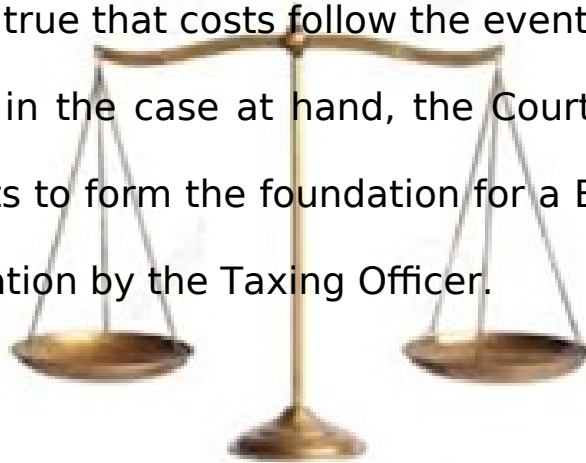 true that costs follow the event
in the case at hand, the Court
to form the foundation for a
by the Taxing Officer.